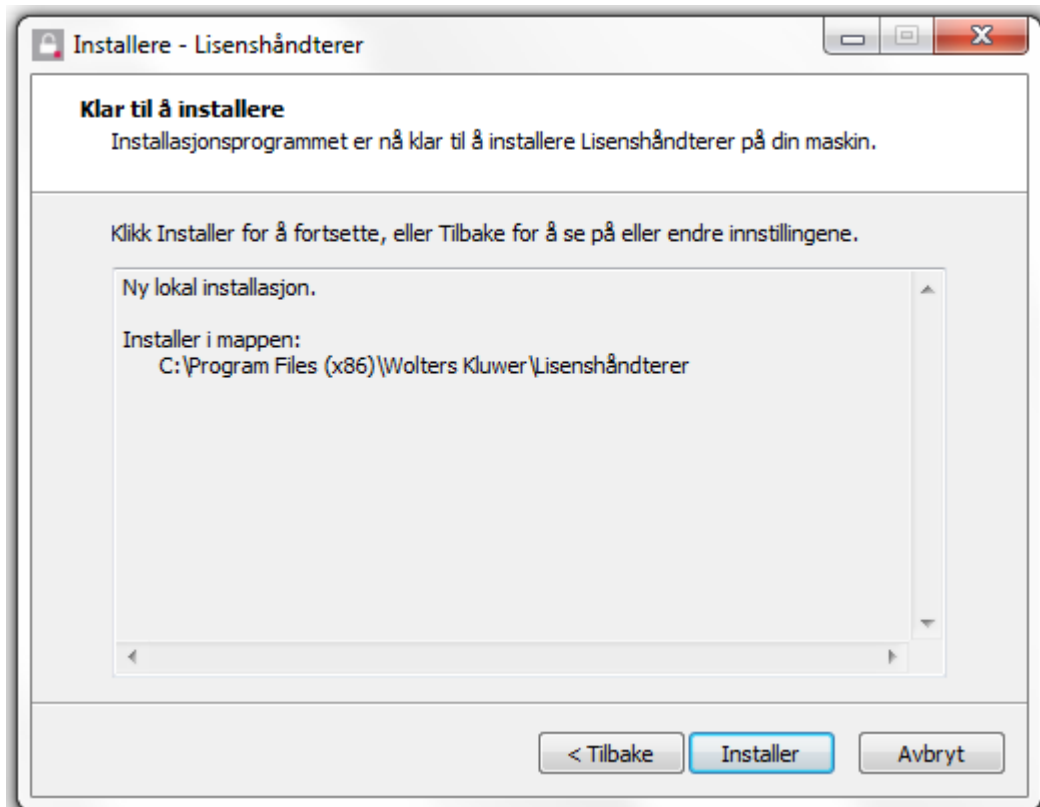 Installere - Lisenshåndterer
Klar til å installere
Installasjonsprogrammet er nå klar til å installere Lisenshåndterer på din maskin.
Klikk Installer for å fortsette, eller Tilbake for å se på eller endre innstillingene.
Ny lokal installasjon.
Installer i mappen:
C:\Program Files (x86)\Wolters Kluwer\Lisenshåndterer
< Tilbake
Installer
Avbryt